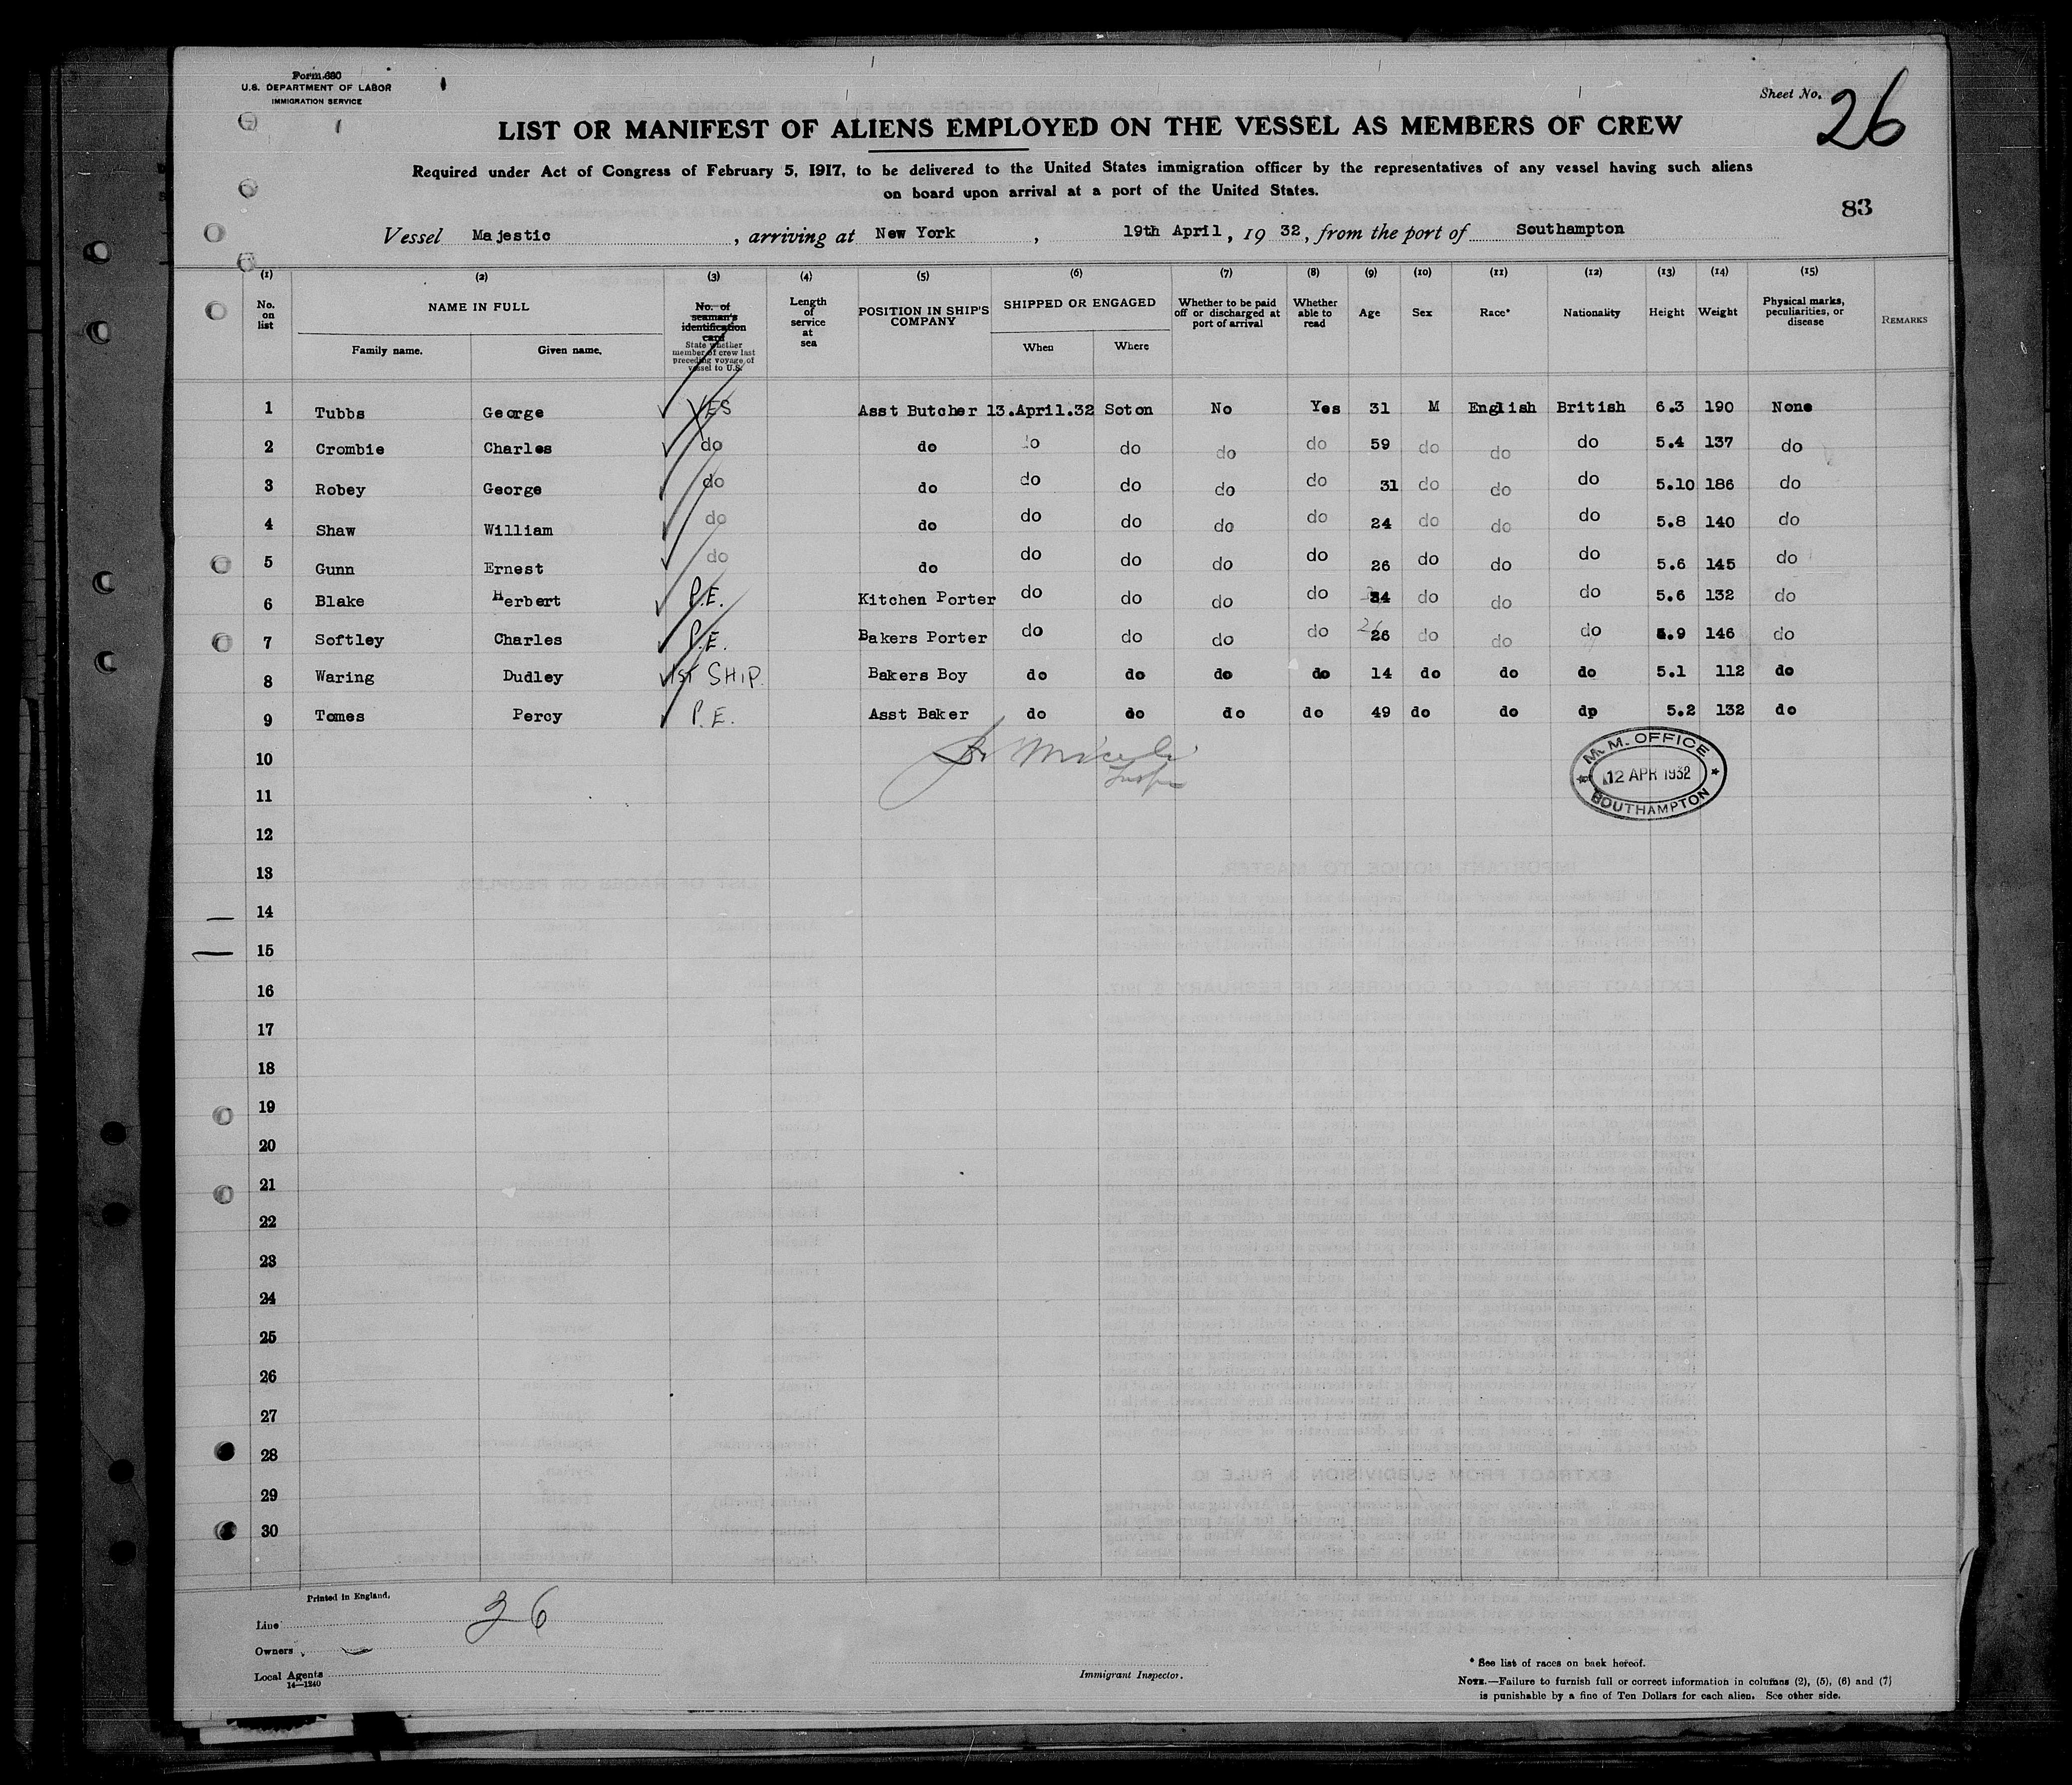 Form 680
U.S. DEPARTMENT OF LABOR
IMMIGRATION SERVICE
Sheet No. 26
LIST OR MANIFEST OF ALIENS EMPLOYED ON THE VESSEL AS MEMBERS OF CREW
Required under Act of Congress of February 5, 1917, to be delivered to the United States immigration officer by the representatives of any vessel having such aliens
on board upon arrival at a port of the United States.
83
Vessel Majestic, arriving at New York, 19th April, 19 32, from the port of Southampton
(1) (2) (3) (4) (5) (6) (7) (8) (9) (10) (11) (12) (13) (14) (15)
No. on list
NAME IN FULL
Family name. Given name.
No. of seaman's identification card
State whether member of crew last preceding voyage of vessel to U.S.
Length of service at sea
POSITION IN SHIP'S COMPANY
SHIPPED OR ENGAGED
When Where
Whether to be paid off or discharged at port of arrival
Whether able to read
Age
Sex
Race*
Nationality
Height
Weight
Physical marks, peculiarities, or disease
REMARKS
1 Tubbs George YES Asst Butcher 13.April.32 Soton No Yes 31 M English British 6.3 190 None
2 Crombie Charles do do do do do do 59 do do do 5.4 137 do
3 Robey George do do do do do do 31 do do do 5.10 186 do
4 Shaw William do do do do do do 24 do do do 5.8 140 do
5 Gunn Ernest do do do do do do 26 do do do 5.6 145 do
6 Blake Herbert P.E. Kitchen Porter do do do do 34 do do do 5.6 132 do
7 Softley Charles P.E. Bakers Porter do do do do 26 26 do do do 5.9 146 do
8 Waring Dudley 1ST SHIP. Bakers Boy do do do do 14 do do do 5.1 112 do
9 Tomes Percy P.E. Asst Baker do do do do 49 do do dp 5.2 132 do
10
M.M. OFFICE
12 APR 1932
SOUTHAMPTON
11
12
13
14
15
16
17
18
19
20
21
22
23
24
25
26
27
28
29
30
Printed in England.
Line 36
Owners
Local Agents
14—1240
Immigrant Inspector.
* See list of races on back hereof.
NOTE.—Failure to furnish full or correct information in columns (2), (5), (6) and (7)
is punishable by a fine of Ten Dollars for each alien. See other side.